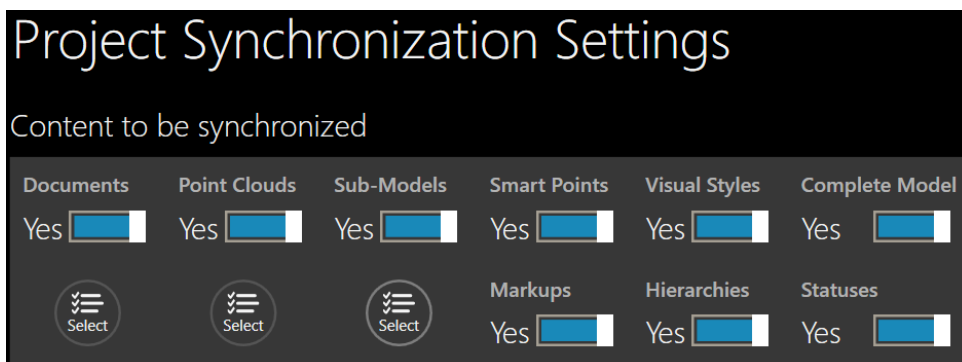 Project Synchronization Settings
Content to be synchronized
Documents Point Clouds Sub-Models Smart Points Visual Styles Complete Model
Yes Yes Yes Yes Yes Yes
Markups Hierarchies Statuses
Select Select Select
Yes Yes Yes